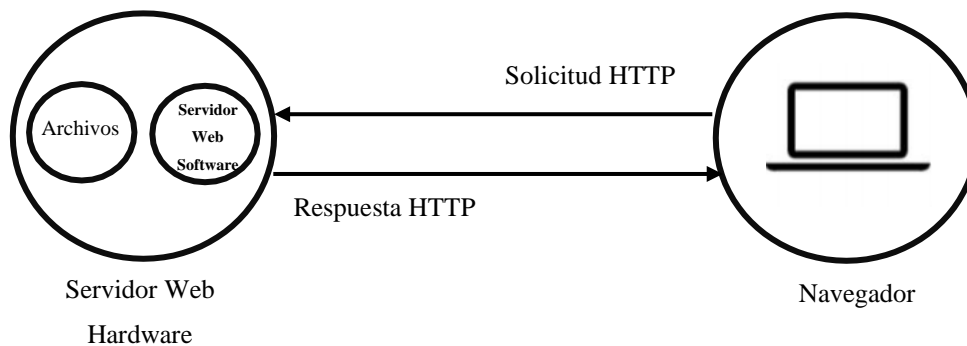 Solicitud HTTP
Archivos
Servidor
Web
Software
Respuesta HTTP
Servidor Web
Hardware
Navegador